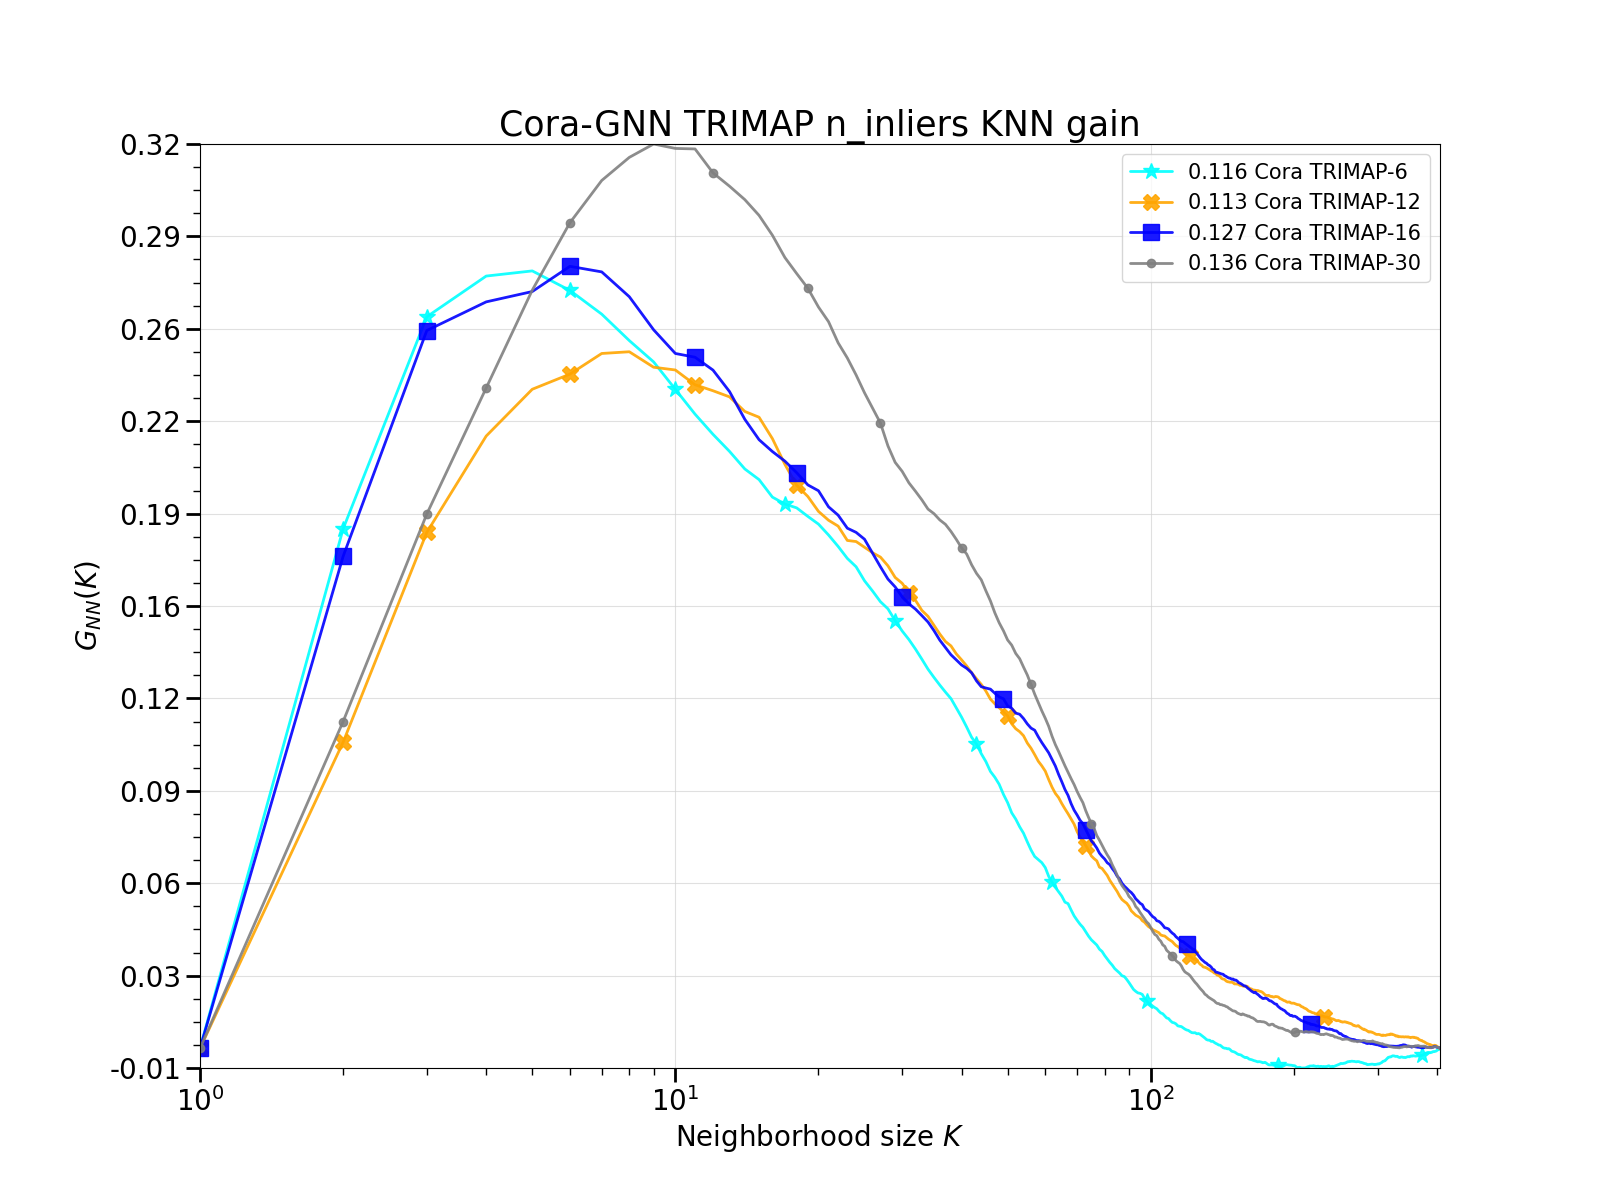 Cora-GNN TRIMAP n_inliers KNN gain
0.32
0.29
0.26
0.22
0.19
0.16
0.12
0.09
0.06
0.03
-0.01
G_{NN}(K)
0.116 Cora TRIMAP-6
0.113 Cora TRIMAP-12
0.127 Cora TRIMAP-16
0.136 Cora TRIMAP-30
10^0 10^1 10^2
Neighborhood size K